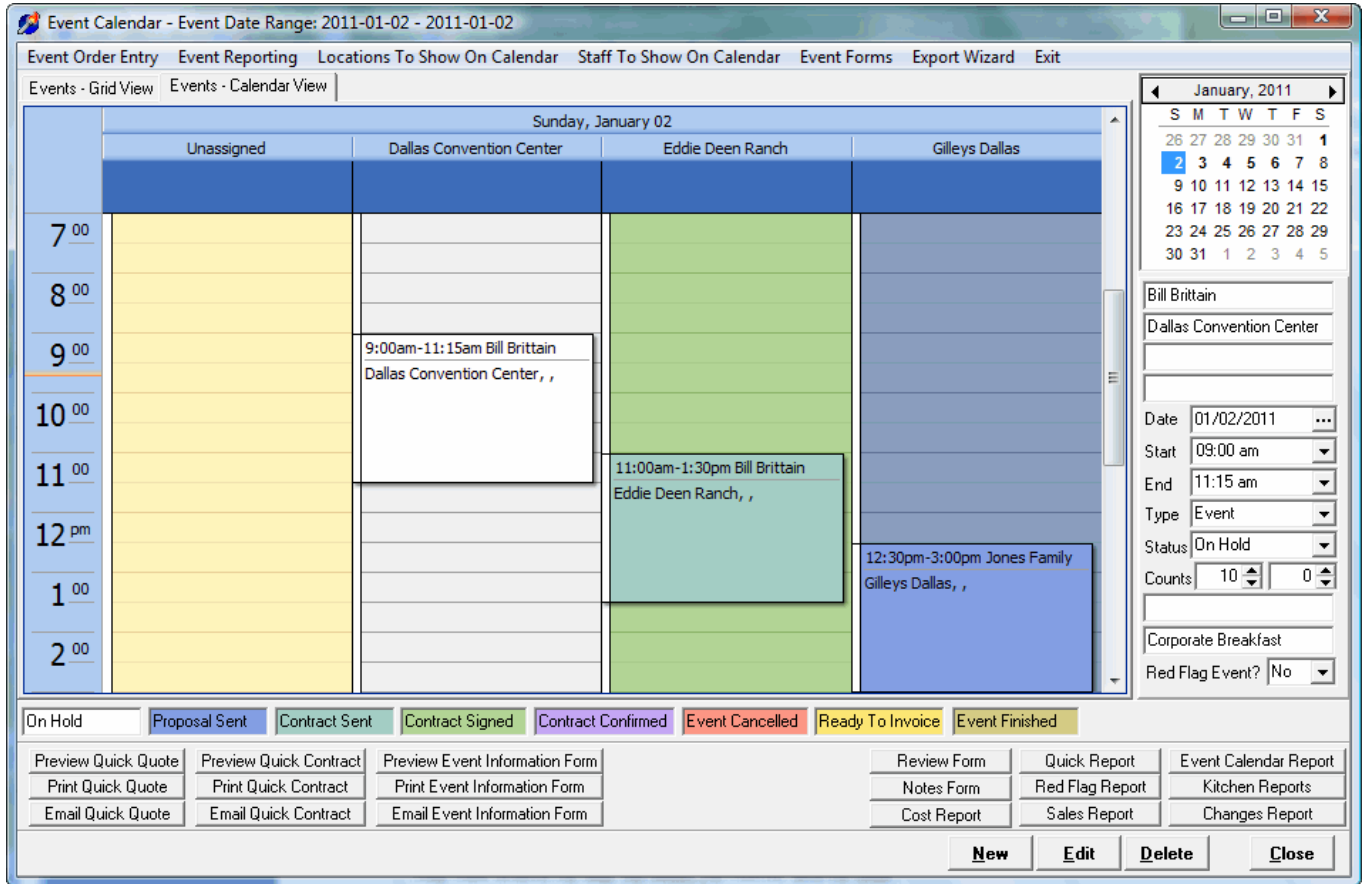 Event Calendar - Event Date Range: 2011-01-02 - 2011-01-02
Event Order Entry Event Reporting Locations To Show On Calendar Staff To Show On Calendar Event Forms Export Wizard Exit
Events - Grid View Events - Calendar View
Sunday, January 02
Unassigned Dallas Convention Center Eddie Deen Ranch Gilleys Dallas
7 00
8 00
9 00
10 00
11 00
12 pm
1 00
2 00
9:00am-11:15am Bill Brittain
Dallas Convention Center, ,
11:00am-1:30pm Bill Brittain
Eddie Deen Ranch, ,
12:30pm-3:00pm Jones Family
Gilleys Dallas, ,
January, 2011
S M T W T F S
26 27 28 29 30 31 1
2 3 4 5 6 7 8
9 10 11 12 13 14 15
16 17 18 19 20 21 22
23 24 25 26 27 28 29
30 31 1 2 3 4 5
Bill Brittain
Dallas Convention Center
Date 01/02/2011 ...
Start 09:00 am
End 11:15 am
Type Event
Status On Hold
Counts 10 0
Corporate Breakfast
Red Flag Event? No
On Hold Proposal Sent Contract Sent Contract Signed Contract Confirmed Event Cancelled Ready To Invoice Event Finished
Preview Quick Quote Preview Quick Contract Preview Event Information Form Review Form Quick Report Event Calendar Report
Print Quick Quote Print Quick Contract Print Event Information Form Notes Form Red Flag Report Kitchen Reports
Email Quick Quote Email Quick Contract Email Event Information Form Cost Report Sales Report Changes Report
New Edit Delete Close